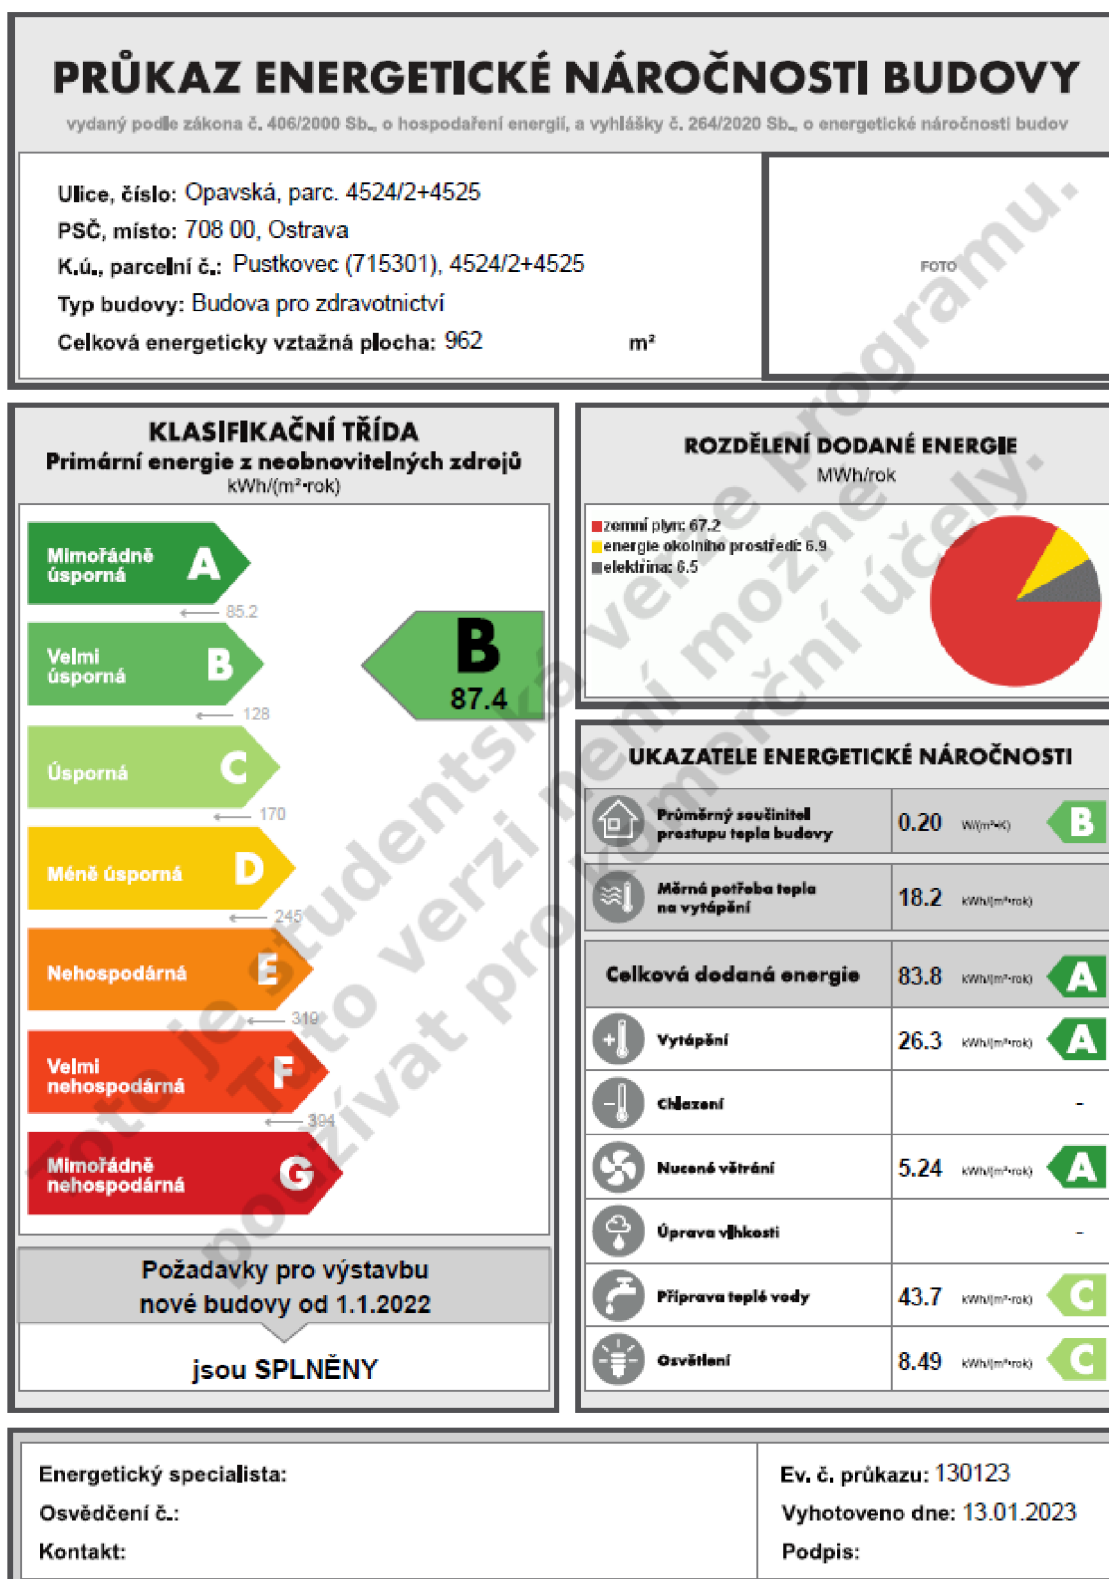 PRŮKAZ ENERGETICKÉ NÁROČNOSTI BUDOVY
vydaný podle zákona č. 406/2000 Sb., o hospodaření energií, a vyhlášky č. 264/2020 Sb., o energetické náročnosti budov
Ulice, číslo: Opavská, parc. 4524/2+4525
PSČ, místo: 708 00, Ostrava
K.ú., parcelní č.: Pustkovec (715301), 4524/2+4525
Typ budovy: Budova pro zdravotnictví
Celková energeticky vztažná plocha: 962 m²
FOTO
KLASIFIKAČNÍ TŘÍDA
Primární energie z neobnovitelných zdrojů
kWh/(m²·rok)
Mimořádně
úsporná
A
85.2
Velmi
úsporná
B
128
Úsporná
C
170
Méně úsporná
D
245
Nehospodárná
E
319
Velmi
nehospodárná
F
394
Mimořádně
nehospodárná
G
B
87.4
Požadavky pro výstavbu
nové budovy od 1.1.2022
jsou SPLNĚNY
ROZDĚLENÍ DODANÉ ENERGIE
MWh/rok
zemní plyn: 67.2
energie okolního prostředí: 6.9
elektřina: 6.5
UKAZATELE ENERGETICKÉ NÁROČNOSTI
Průměrný součinitel
prostupu tepla budovy
0.20 W/(m²·K) B
Měrná potřeba tepla
na vytápění
18.2 kWh/(m²·rok)
Celková dodaná energie 83.8 kWh/(m²·rok) A
Vytápění 26.3 kWh/(m²·rok) A
Chlazení -
Nucené větrání 5.24 kWh/(m²·rok) A
Úprava vlhkosti -
Příprava teplé vody 43.7 kWh/(m²·rok) C
Osvětlení 8.49 kWh/(m²·rok) C
Energetický specialista:
Osvědčení č.:
Kontakt:
Ev. č. průkazu: 130123
Vyhotoveno dne: 13.01.2023
Podpis:
Toto je studentská verze programu.
Tuto verzi není možné
používat pro komerční účely.